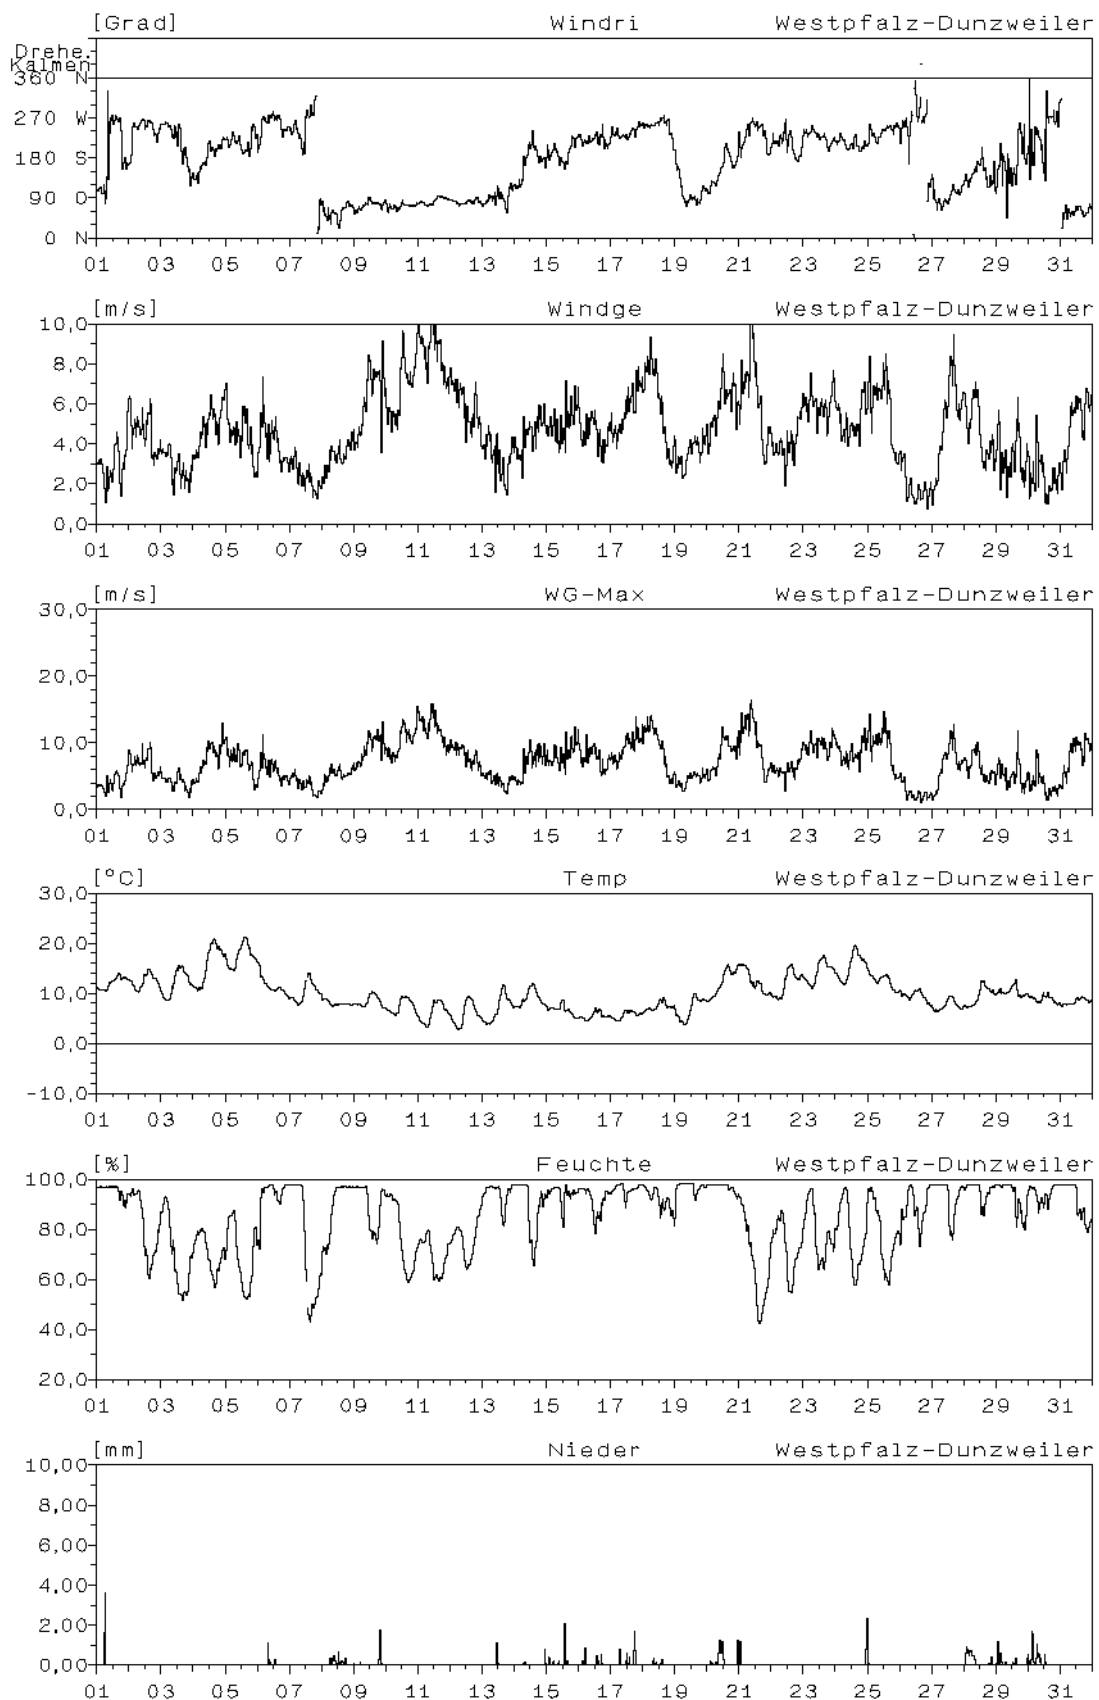 [Grad] Windri Westpfalz-Dunzweiler
Drehe.
Kalmen
360 N
270 W
180 S
90 O
0 N
01 03 05 07 09 11 13 15 17 19 21 23 25 27 29 31
[m/s] Windge Westpfalz-Dunzweiler
10,0
8,0
6,0
4,0
2,0
0,0
01 03 05 07 09 11 13 15 17 19 21 23 25 27 29 31
[m/s] WG-Max Westpfalz-Dunzweiler
30,0
20,0
10,0
0,0
01 03 05 07 09 11 13 15 17 19 21 23 25 27 29 31
[°C] Temp Westpfalz-Dunzweiler
30,0
20,0
10,0
0,0
-10,0
01 03 05 07 09 11 13 15 17 19 21 23 25 27 29 31
[%] Feuchte Westpfalz-Dunzweiler
100,0
80,0
60,0
40,0
20,0
01 03 05 07 09 11 13 15 17 19 21 23 25 27 29 31
[mm] Nieder Westpfalz-Dunzweiler
10,00
8,00
6,00
4,00
2,00
0,00
01 03 05 07 09 11 13 15 17 19 21 23 25 27 29 31